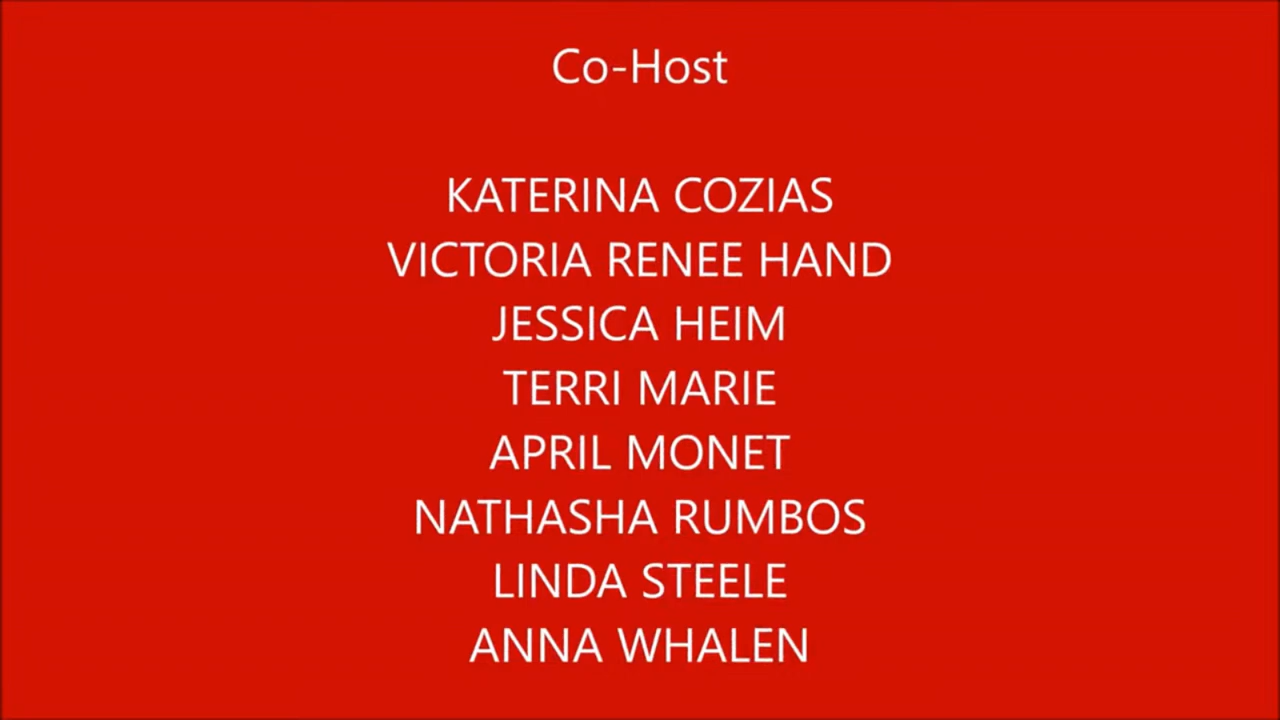 Co-Host
KATERINA COZIAS
VICTORIA RENEE HAND
JESSICA HEIM
TERRI MARIE
APRIL MONET
NATHASHA RUMBOS
LINDA STEELE
ANNA WHALEN